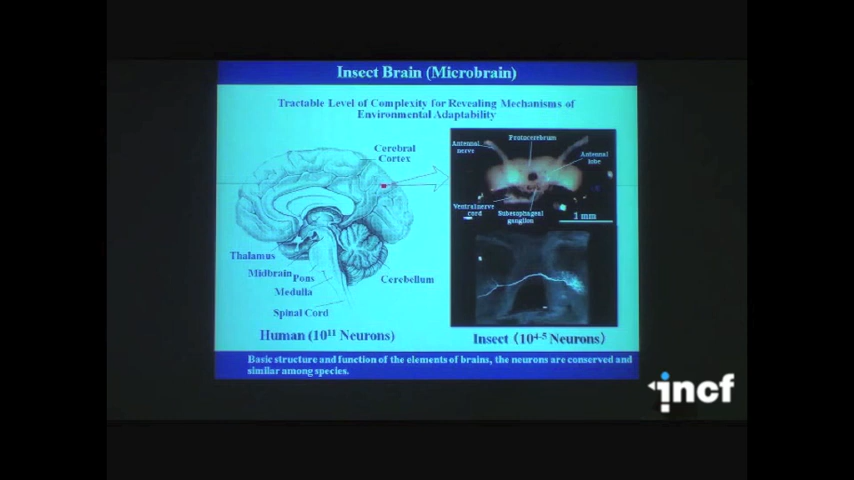 Insect Brain (Microbrain)
Tractable Level of Complexity for Revealing Mechanisms of
Environmental Adaptability
Cerebral
Cortex
Thalamus
Midbrain
Pons
Medulla
Spinal Cord
Cerebellum
Human (10¹¹ Neurons)
Antennal
nerve
Protocerebrum
Antennal
lobe
Ventral nerve
cord
Subesophageal
ganglion
1 mm
Insect (10⁴⁻⁵ Neurons)
Basic structure and function of the elements of brains, the neurons are conserved and
similar among species.
incf